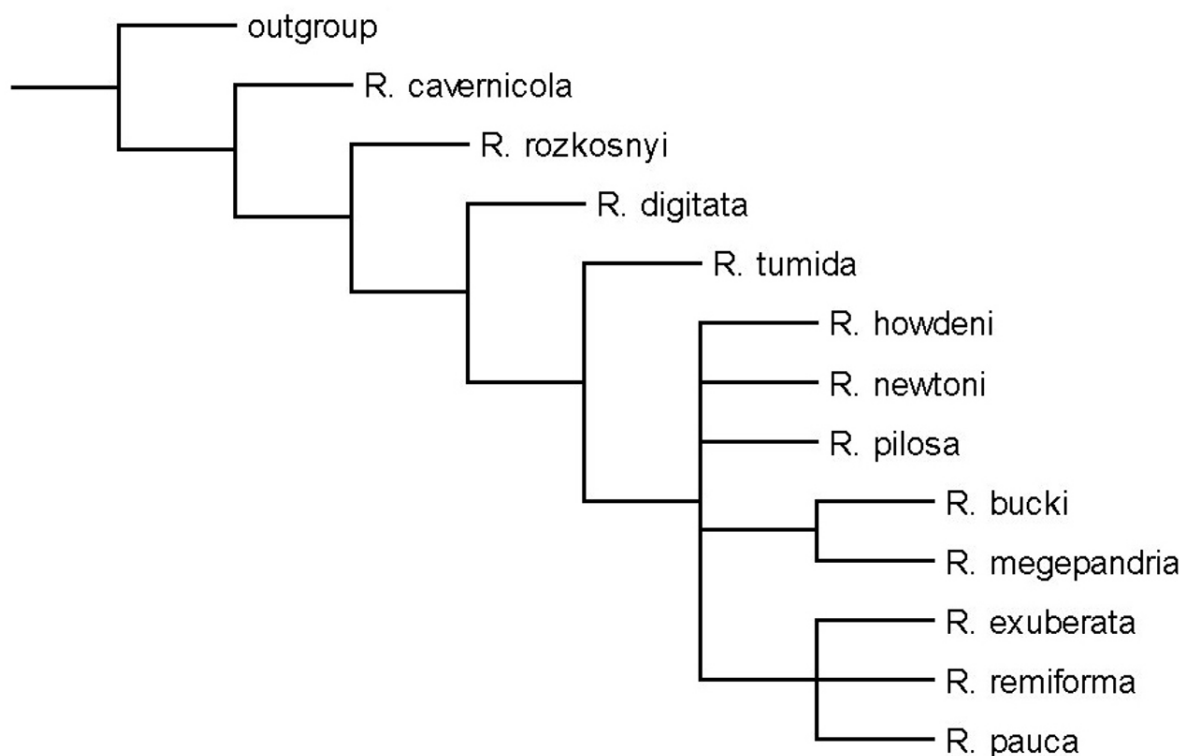 outgroup
R. cavernicola
R. rozkosnyi
R. digitata
R. tumida
R. howdeni
R. newtoni
R. pilosa
R. bucki
R. megepandria
R. exuberata
R. remiforma
R. pauca